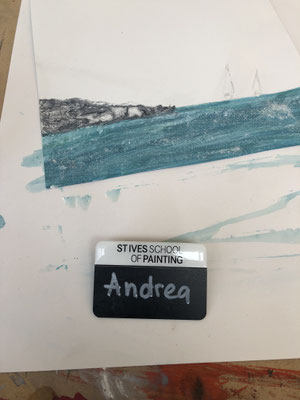 ST IVES SCHOOL
OF PAINTING
Andrea